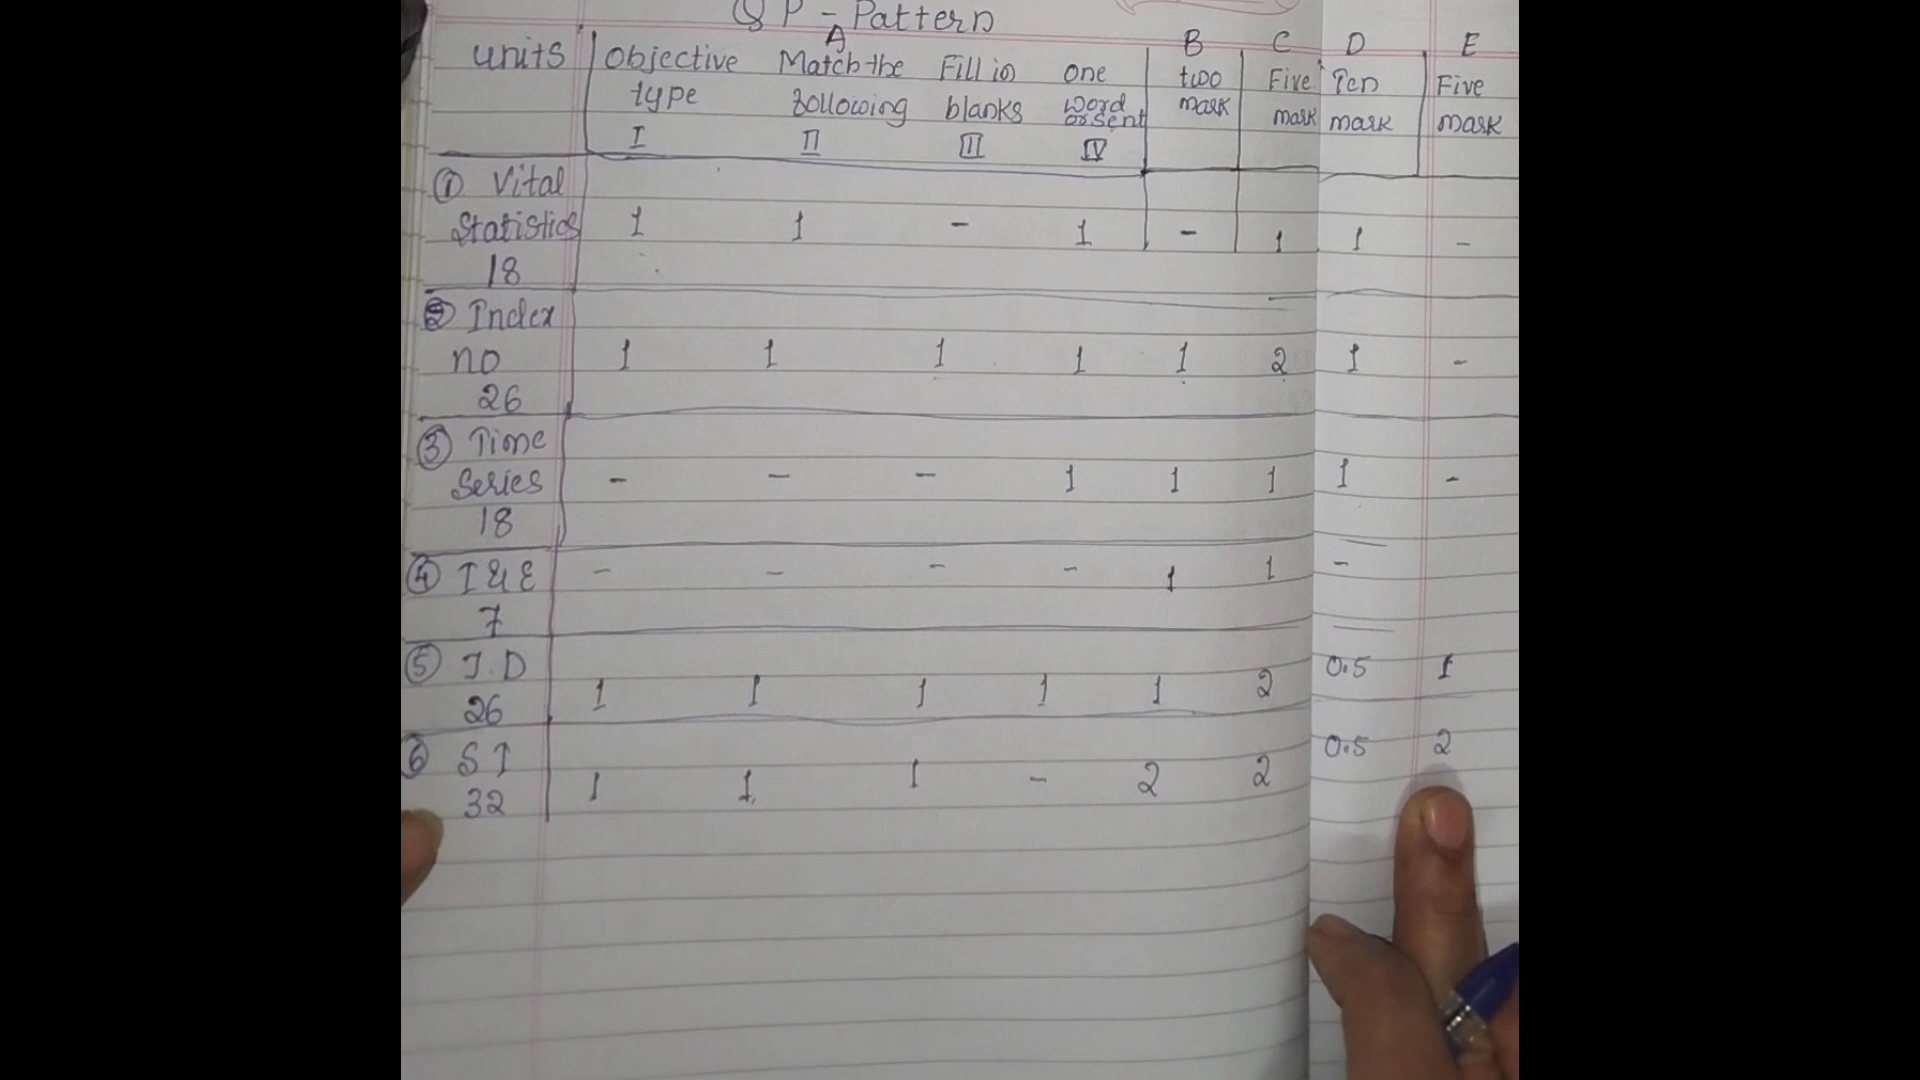 Q P - Pattern
A B C D E
units Objective Match the Fill in one two Five Ten Five
type following blanks word or sent mark mark mark mark
I II III IV
① Vital
Statistics 1 1 - 1 - 1 1 -
18
② Index
no 1 1 1 1 1 2 1 -
26
③ Time
Series - - - 1 1 1 1 -
18
④ I & E - - - - 1 1 -
7
⑤ T.D 1 1 1 1 1 2 0.5 1
26
⑥ S I 1 1 1 - 2 2 0.5 2
32